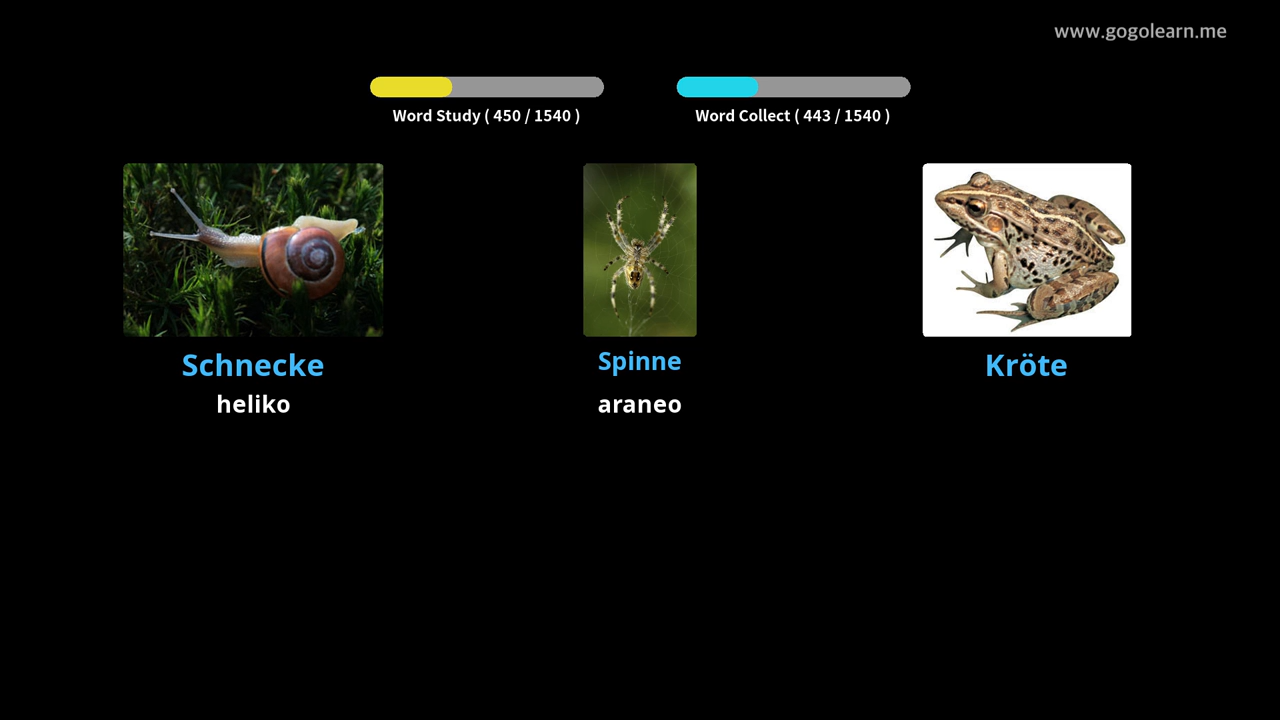 www.gogolearn.me
Word Study ( 450 / 1540 )
Word Collect ( 443 / 1540 )
Schnecke
Spinne
Kröte
heliko
araneo